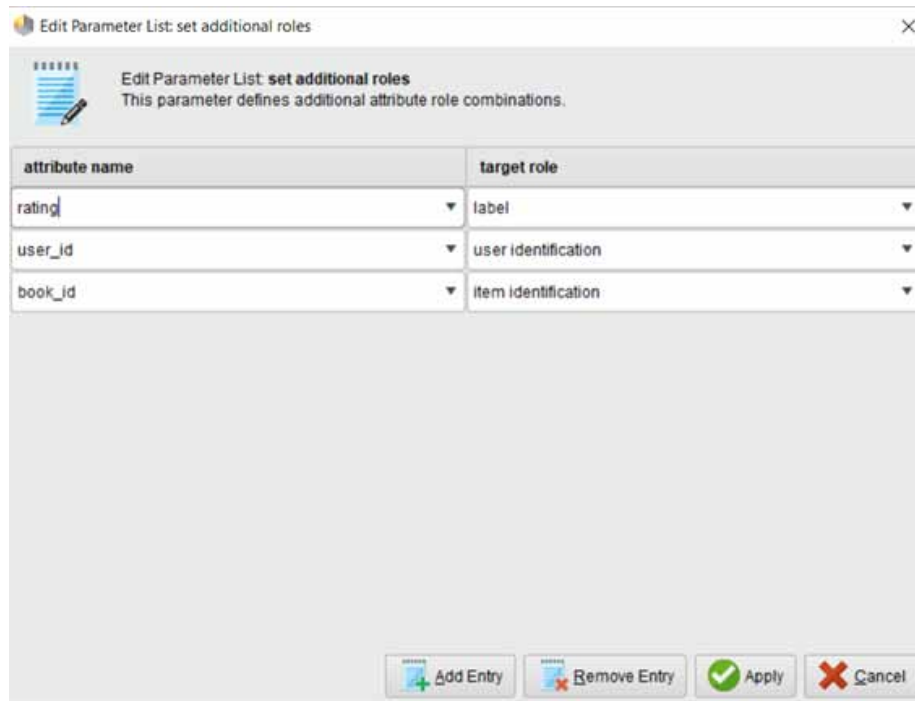 Edit Parameter List: set additional roles
Edit Parameter List: set additional roles
This parameter defines additional attribute role combinations.
attribute name target role
rating label
user_id user identification
book_id item identification
Add Entry Remove Entry Apply Cancel